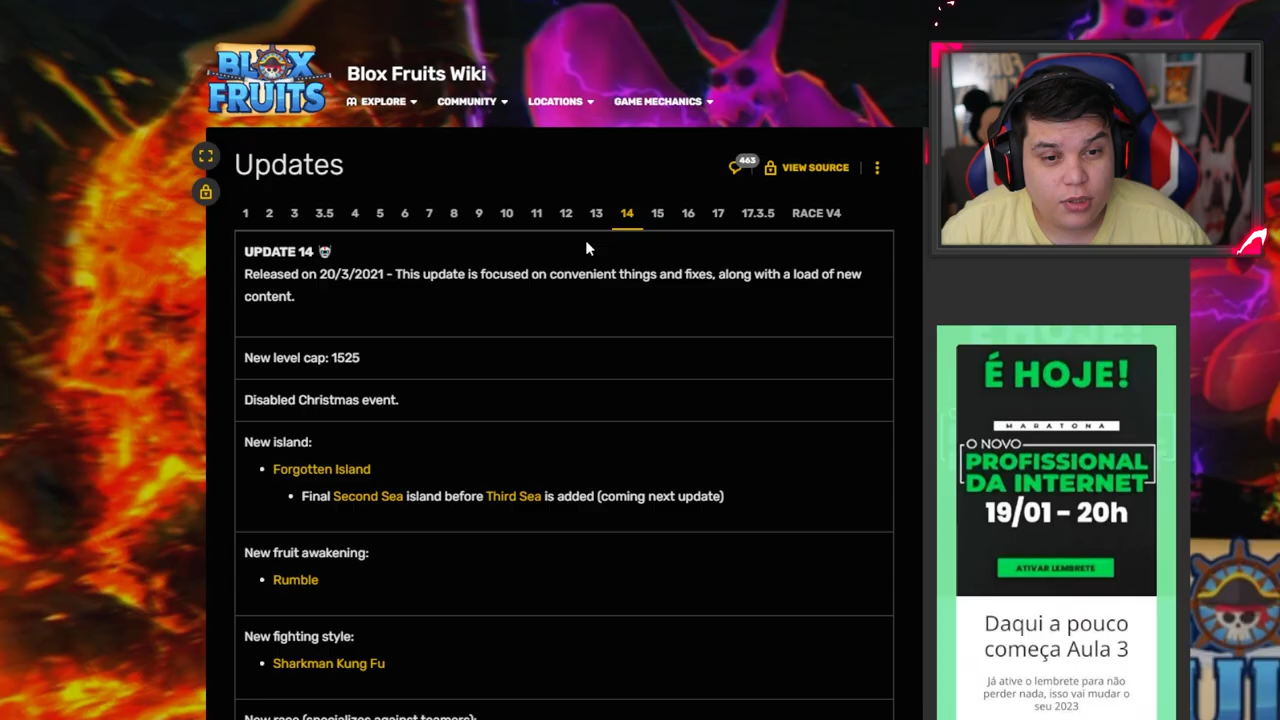 BLOX
FRUITS
Blox Fruits Wiki
EXPLORE
COMMUNITY
LOCATIONS
GAME MECHANICS
Updates
463
VIEW SOURCE
1 2 3 3.5 4 5 6 7 8 9 10 11 12 13 14 15 16 17 17.3.5 RACE V4
UPDATE 14
Released on 20/3/2021 - This update is focused on convenient things and fixes, along with a load of new
content.
New level cap: 1525
Disabled Christmas event.
New island:
• Forgotten Island
• Final Second Sea island before Third Sea is added (coming next update)
New fruit awakening:
• Rumble
New fighting style:
• Sharkman Kung Fu
New race (specializes against teamers):
É HOJE!
MARATONA
O NOVO
PROFISSIONAL
DA INTERNET
19/01 - 20h
ATIVAR LEMBRETE
Daqui a pouco
começa Aula 3
Já ative o lembrete para não
perder nada, isso vai mudar o
seu 2023